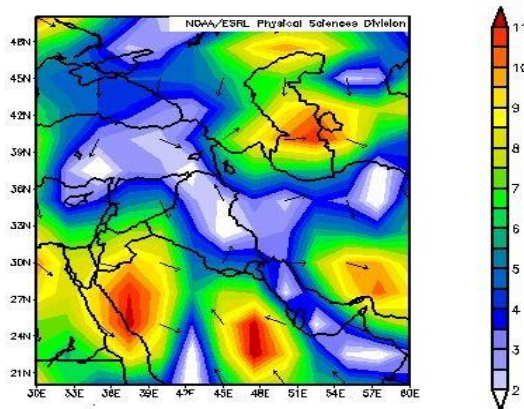 NOAA/ESRL Physical Sciences Division
48N
45N
42N
39N
36N
33N
30N
27N
24N
21N
30E 33E 36E 39E 42E 45E 48E 51E 54E 57E 60E
11
10
9
8
7
6
5
4
3
2